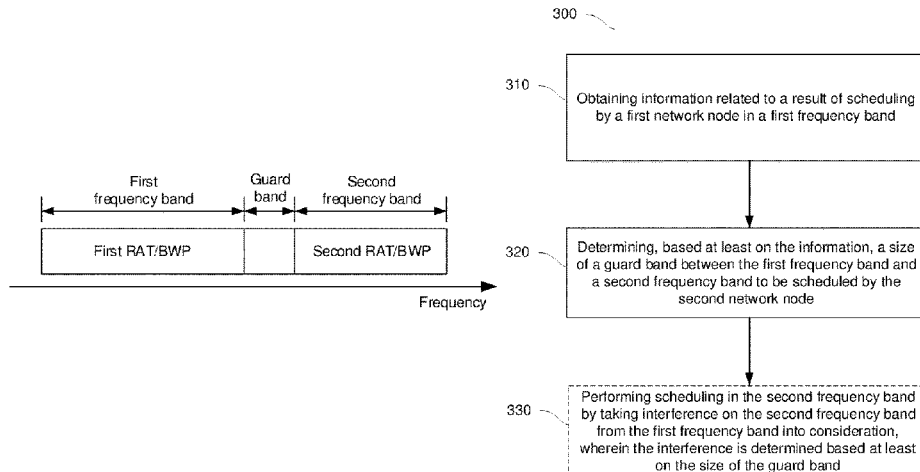 First
frequency band
Guard
band
Second
frequency band
First RAT/BWP
Second RAT/BWP
Frequency
300
310
Obtaining information related to a result of scheduling
by a first network node in a first frequency band
320
Determining, based at least on the information, a size
of a guard band between the first frequency band and
a second frequency band to be scheduled by the
second network node
330
Performing scheduling in the second frequency band
by taking interference on the second frequency band
from the first frequency band into consideration,
wherein the interference is determined based at least
on the size of the guard band